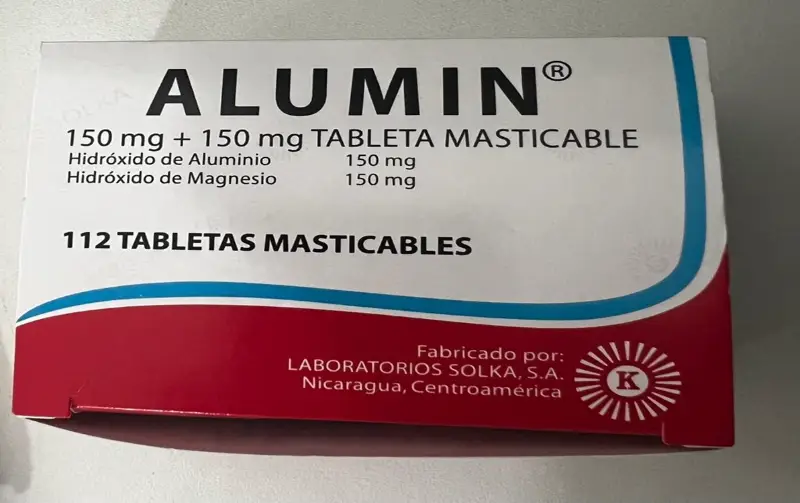 ALUMIN®
150 mg + 150 mg TABLETA MASTICABLE
Hidróxido de Aluminio 150 mg
Hidróxido de Magnesio 150 mg
112 TABLETAS MASTICABLES
Fabricado por:
LABORATORIOS SOLKA, S.A.
Nicaragua, Centroamérica
K